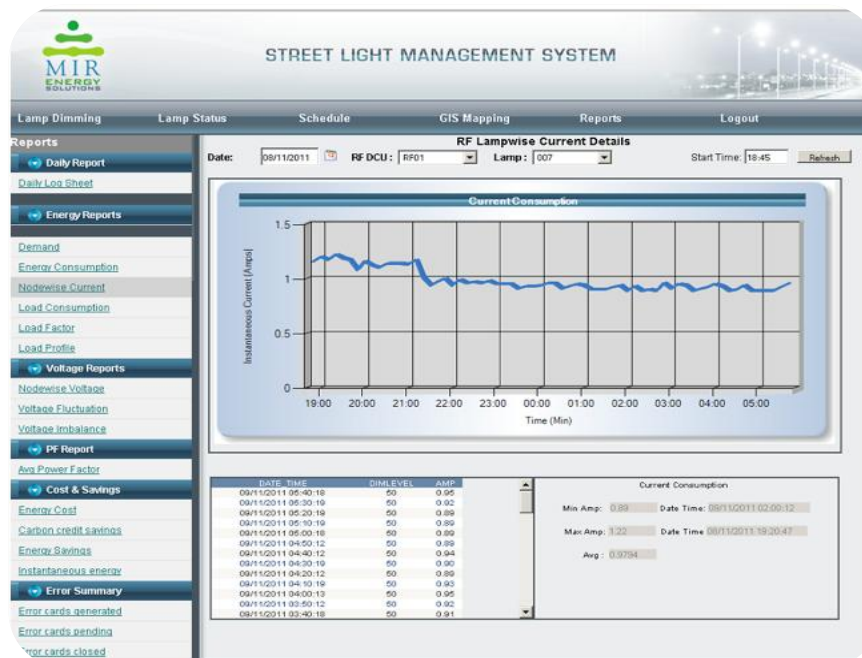 MIR
ENERGY
SOLUTIONS
STREET LIGHT MANAGEMENT SYSTEM
Lamp Dimming Lamp Status Schedule GIS Mapping Reports Logout
Reports
Daily Report
Daily Log Sheet
Energy Reports
Demand
Energy Consumption
Nodewise Current
Load Consumption
Load Factor
Load Profile
Voltage Reports
Nodewise Voltage
Voltage Fluctuation
Voltage Imbalance
PF Report
Avg Power Factor
Cost & Savings
Energy Cost
Carbon credit savings
Energy Savings
Instantaneous energy
Error Summary
Error cards generated
Error cards pending
Error cards closed
RF Lampwise Current Details
Date: 08/11/2011 RF DCU : RF01 Lamp : 007 Start Time: 18:45 Refresh
Current Consumption
Instantaneous Current [Amps]
1.5
1
0.5
0
19:00 20:00 21:00 22:00 23:00 00:00 01:00 02:00 03:00 04:00 05:00
Time (Min)
DATE_TIME DIMLEVEL AMP
09/11/2011 05:40:18 50 0.95
09/11/2011 05:30:19 50 0.92
09/11/2011 05:20:19 50 0.89
09/11/2011 05:10:19 50 0.89
09/11/2011 05:00:18 50 0.89
09/11/2011 04:50:12 50 0.89
09/11/2011 04:40:12 50 0.94
09/11/2011 04:30:19 50 0.90
09/11/2011 04:20:12 50 0.89
09/11/2011 04:10:19 50 0.93
09/11/2011 04:00:13 50 0.95
09/11/2011 03:50:12 50 0.92
09/11/2011 03:40:18 50 0.91
Current Consumption
Min Amp: 0.89 Date Time: 09/11/2011 02:00:12
Max Amp: 1.22 Date Time 08/11/2011 19:20:47
Avg : 0.9794